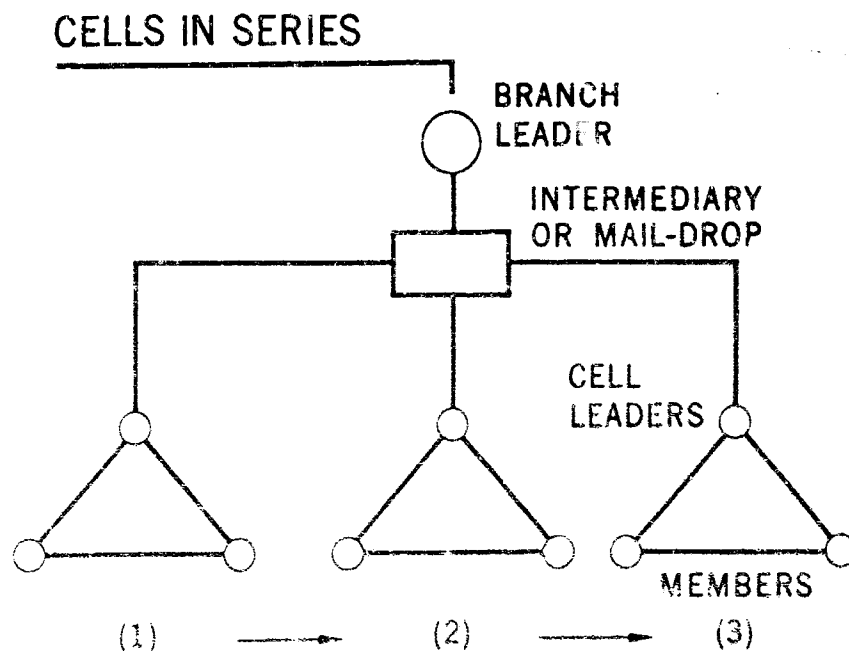 CELLS IN SERIES
BRANCH
LEADER
INTERMEDIARY
OR MAIL-DROP
CELL
LEADERS
MEMBERS
(1) (2) (3)